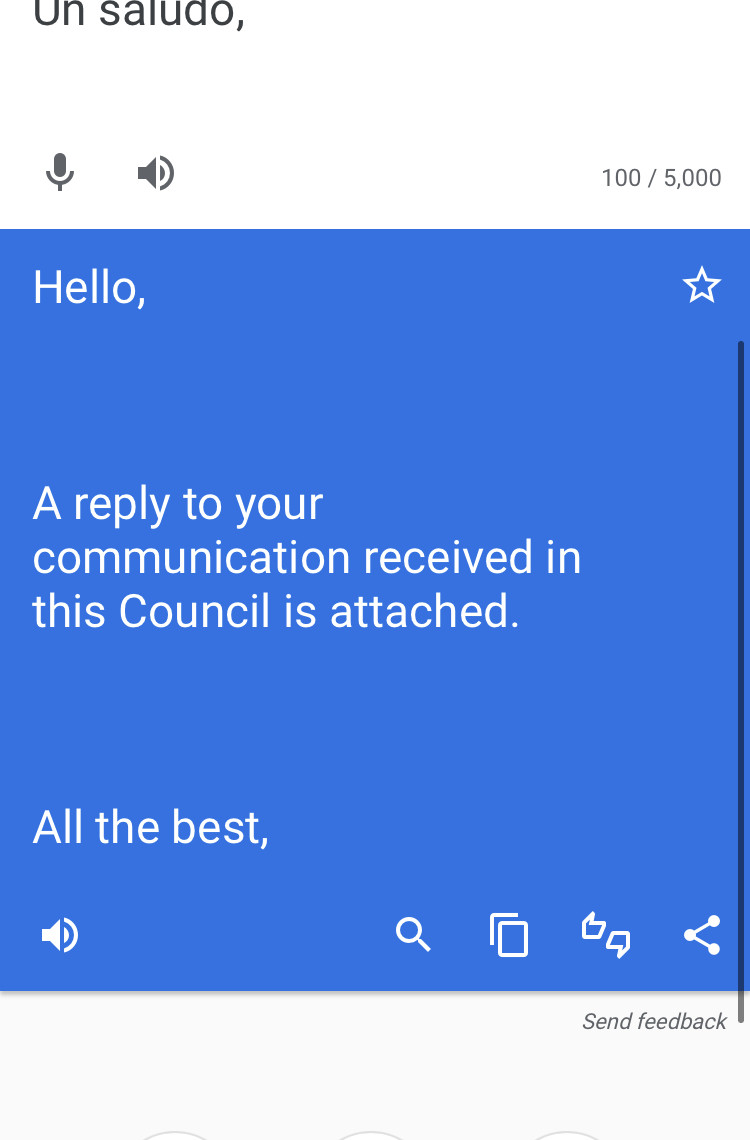 Un saludo,
100 / 5,000
Hello,
A reply to your
communication received in
this Council is attached.
All the best,
Send feedback